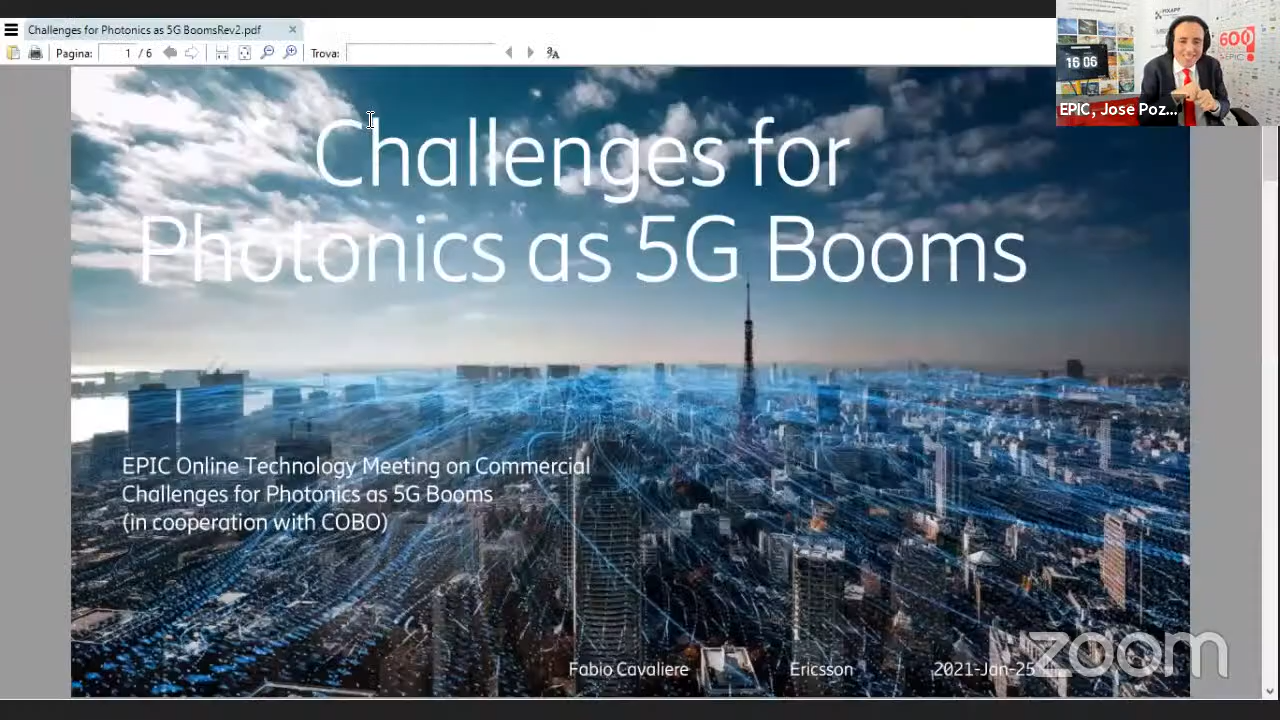 Challenges for Photonics as 5G BoomsRev2.pdf
Pagina: 1 / 6 Trova:
16 06
600
EPIC
EPIC, Jose Poz...
Challenges for
Photonics as 5G Booms
EPIC Online Technology Meeting on Commercial
Challenges for Photonics as 5G Booms
(in cooperation with COBO)
Fabio Cavaliere Ericsson 2021-Jan-25
zoom